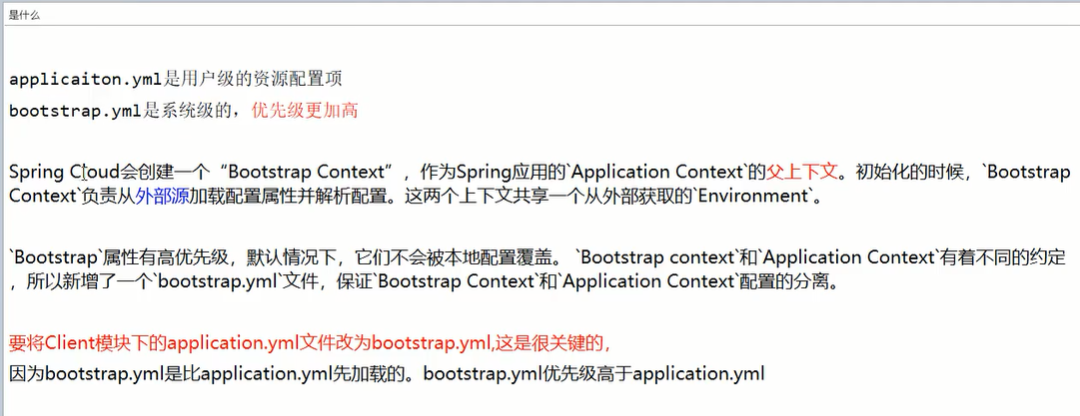 是什么
applicaiton.yml是用户级的资源配置项
bootstrap.yml是系统级的，优先级更加高
Spring Cloud会创建一个“Bootstrap Context”，作为Spring应用的`Application Context`的父上下文。初始化的时候，`Bootstrap
Context`负责从外部源加载配置属性并解析配置。这两个上下文共享一个从外部获取的`Environment`。
`Bootstrap`属性有高优先级，默认情况下，它们不会被本地配置覆盖。 `Bootstrap context`和`Application Context`有着不同的约定
，所以新增了一个`bootstrap.yml`文件，保证`Bootstrap Context`和`Application Context`配置的分离。
要将Client模块下的application.yml文件改为bootstrap.yml,这是很关键的，
因为bootstrap.yml是比application.yml先加载的。bootstrap.yml优先级高于application.yml